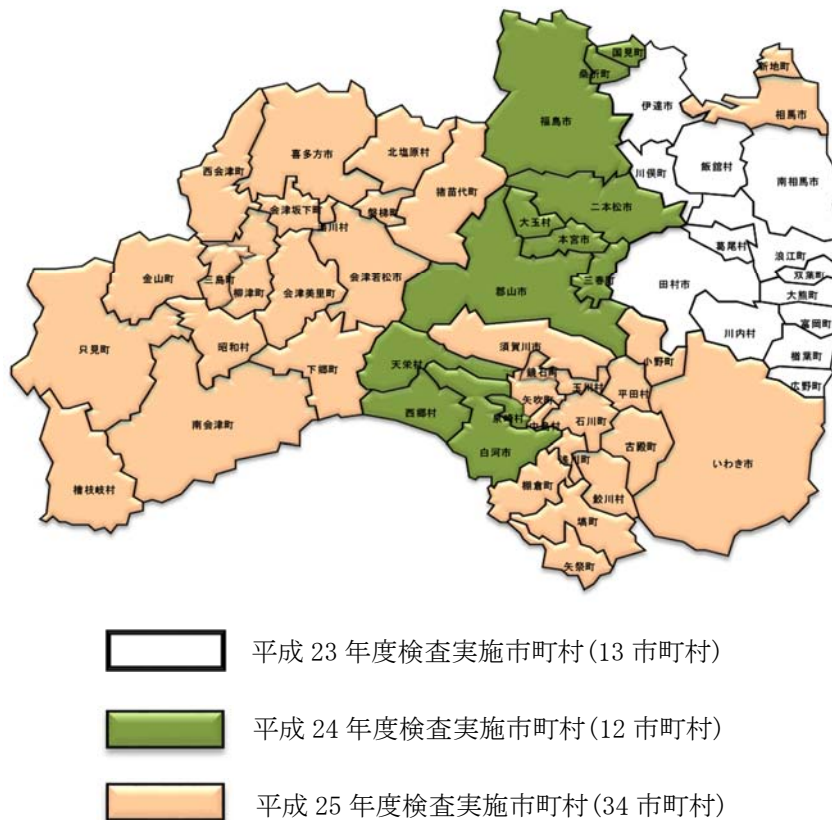 国見町
桑折町
新地町
伊達市
相馬市
福島市
喜多方市
北塩原村
飯舘村
西会津町
川俣町
南相馬市
猪苗代町
会津坂下町
磐梯町
湯川村
二本松市
大玉村
本宮市
葛尾村
浪江町
双葉町
金山町
三島町
会津若松市
三春町
田村市
柳津町
会津美里町
郡山市
大熊町
富岡町
川内村
只見町
昭和村
須賀川市
小野町
楢葉町
下郷町
天栄村
鏡石町
玉川村
平田村
広野町
矢吹町
西郷村
泉崎村
中島村
石川町
南会津町
古殿町
白河市
浅川町
いわき市
棚倉町
鮫川村
檜枝岐村
塙町
矢祭町
平成 23 年度検査実施市町村(13 市町村)
平成 24 年度検査実施市町村(12 市町村)
平成 25 年度検査実施市町村(34 市町村)